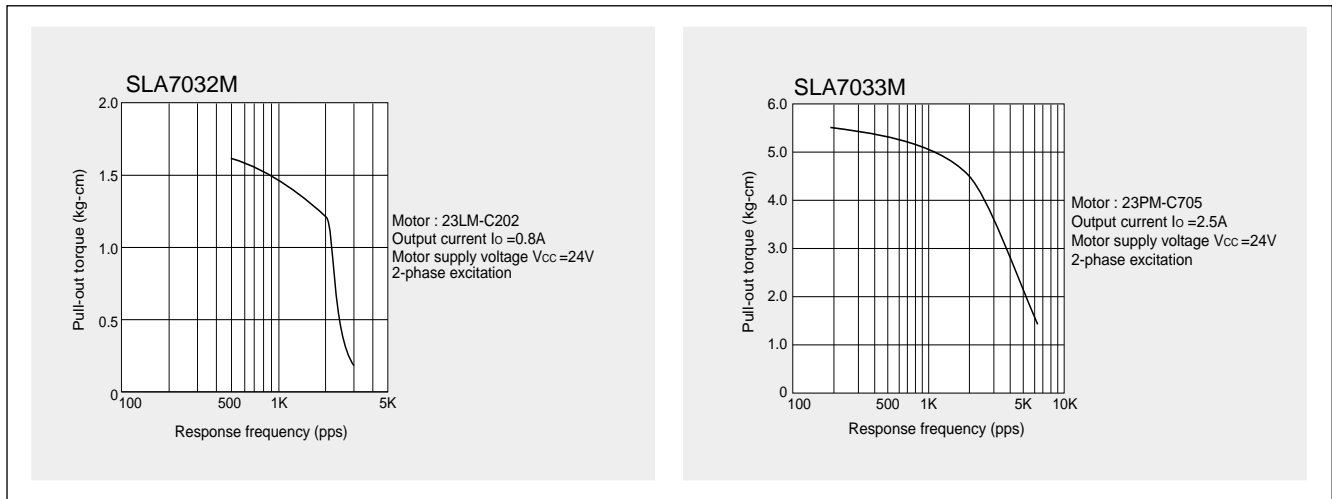 SLA7032M
2.0
1.5
1.0
0.5
0
100
500
1K
5K
Pull-out torque (kg-cm)
Response frequency (pps)
Motor : 23LM-C202
Output current IO =0.8A
Motor supply voltage VCC =24V
2-phase excitation
SLA7033M
6.0
5.0
4.0
3.0
2.0
1.0
0
100
500
1K
5K
10K
Pull-out torque (kg-cm)
Response frequency (pps)
Motor : 23PM-C705
Output current IO =2.5A
Motor supply voltage VCC =24V
2-phase excitation